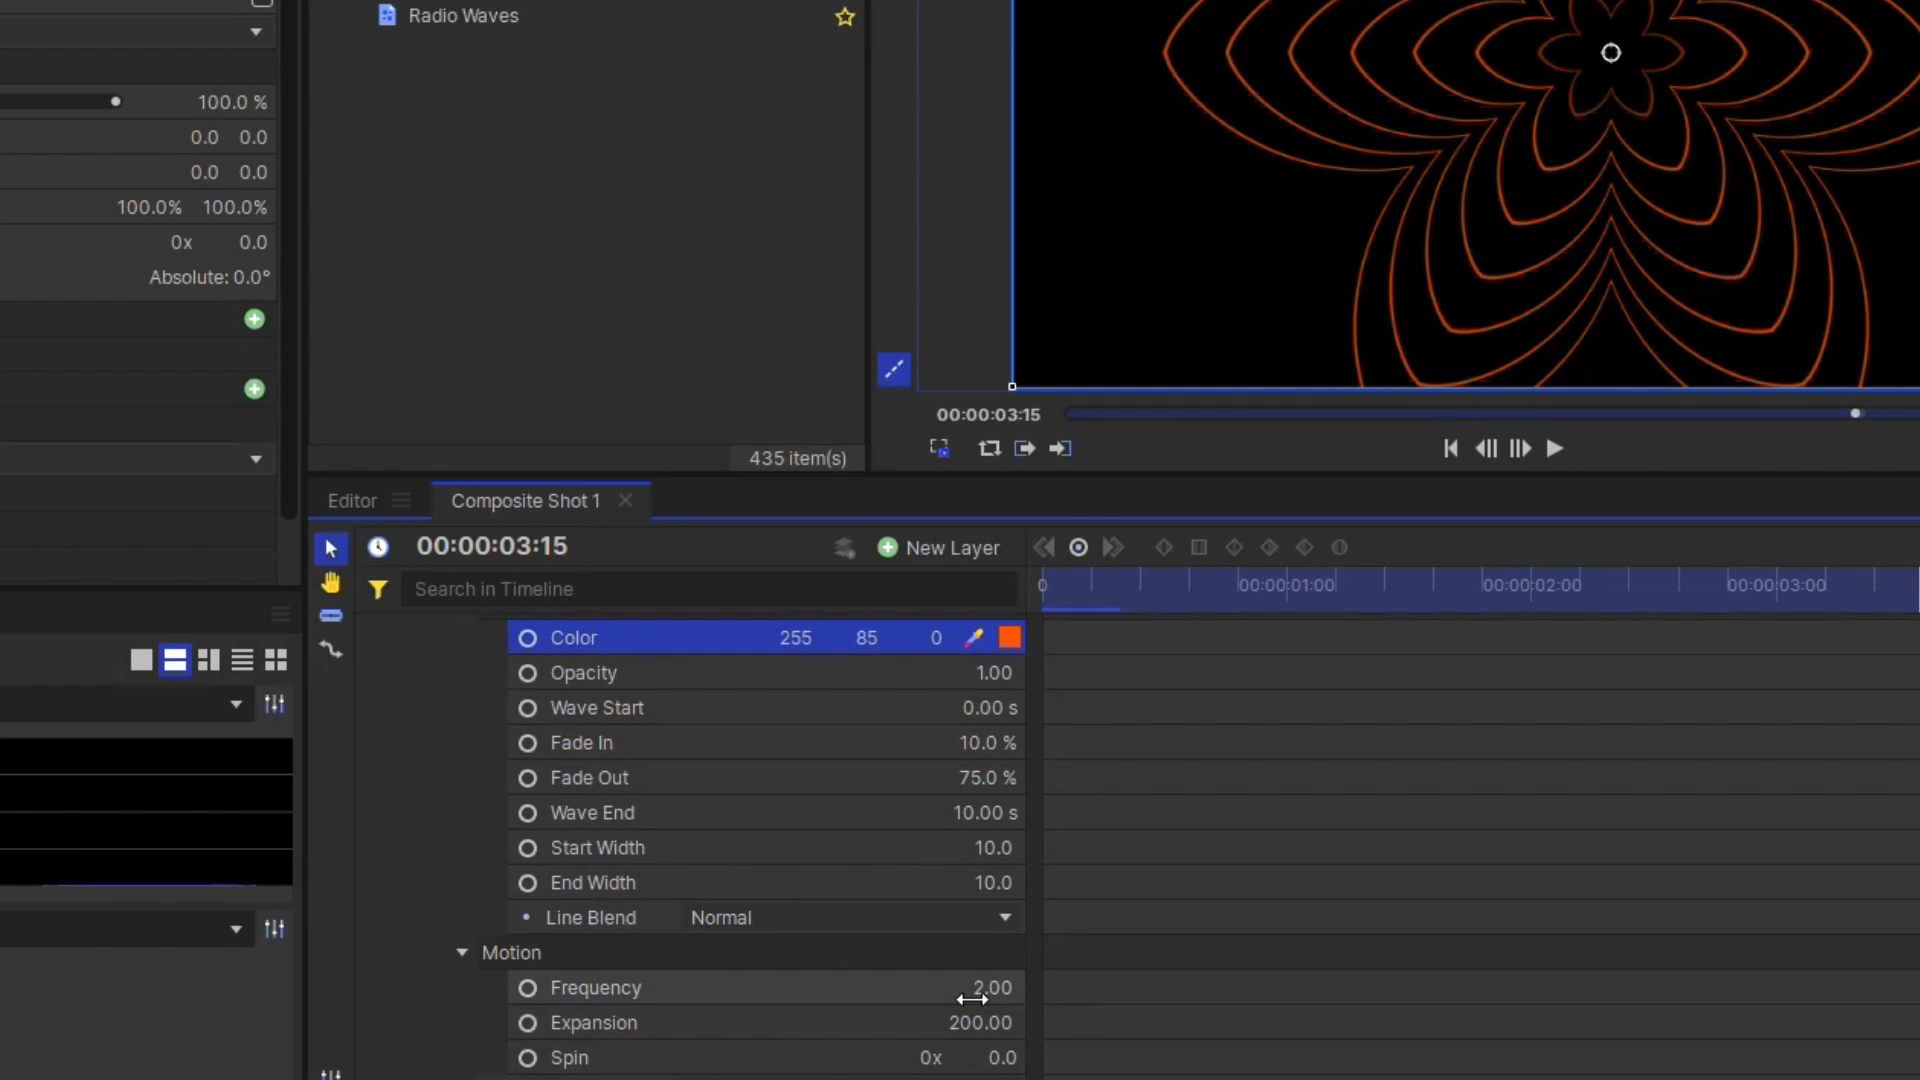 Radio Waves
100.0 %
0.0 0.0
0.0 0.0
100.0% 100.0%
0x 0.0
Absolute: 0.0°
435 item(s)
00:00:03:15
Editor
Composite Shot 1
00:00:03:15
New Layer
Search in Timeline
0 00:00:01:00 00:00:02:00 00:00:03:00
Color 255 85 0
Opacity 1.00
Wave Start 0.00 s
Fade In 10.0 %
Fade Out 75.0 %
Wave End 10.00 s
Start Width 10.0
End Width 10.0
Line Blend Normal
Motion
Frequency 2.00
Expansion 200.00
Spin 0x 0.0